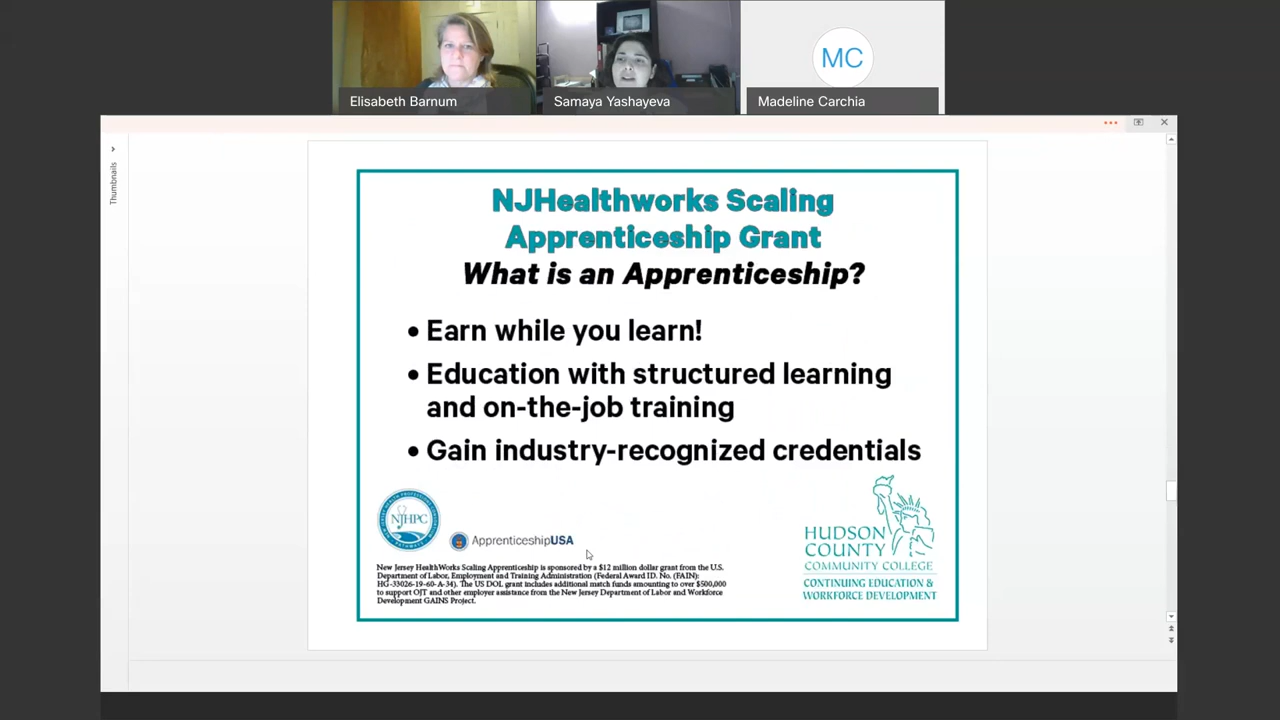 Elisabeth Barnum
Samaya Yashayeva
MC
Madeline Carchia
Thumbnails
NJHealthworks Scaling
Apprenticeship Grant
What is an Apprenticeship?
• Earn while you learn!
• Education with structured learning
and on-the-job training
• Gain industry-recognized credentials
NJHPC
ApprenticeshipUSA
New Jersey HealthWorks Scaling Apprenticeship is sponsored by a $12 million dollar grant from the U.S.
Department of Labor, Employment and Training Administration (Federal Award ID. No. (FAIN):
HG-33026-19-60-A-34). The US DOL grant includes additional match funds amounting to over $500,000
to support OJT and other employer assistance from the New Jersey Department of Labor and Workforce
Development GAINS Project.
HUDSON
COUNTY
COMMUNITY COLLEGE
CONTINUING EDUCATION &
WORKFORCE DEVELOPMENT